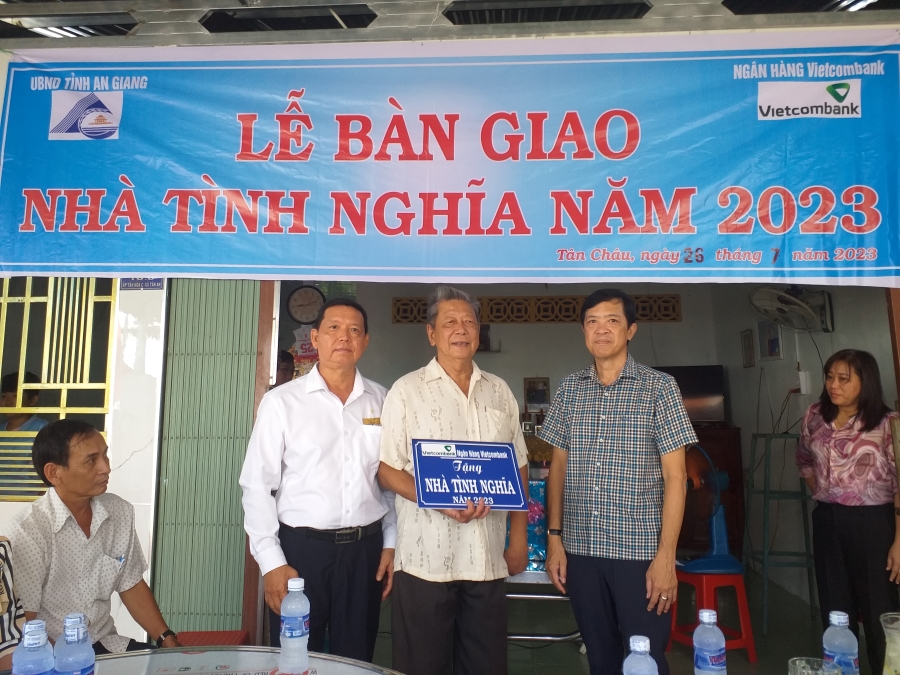 UBND TỈNH AN GIANG
NGÂN HÀNG Vietcombank
Vietcombank
LỄ BÀN GIAO
NHÀ TÌNH NGHĨA NĂM 2023
Tân Châu, ngày 26 tháng 7 năm 2023
Vietcombank Ngân Hàng Vietcombank
Tặng
NHÀ TÌNH NGHĨA
NĂM 2023